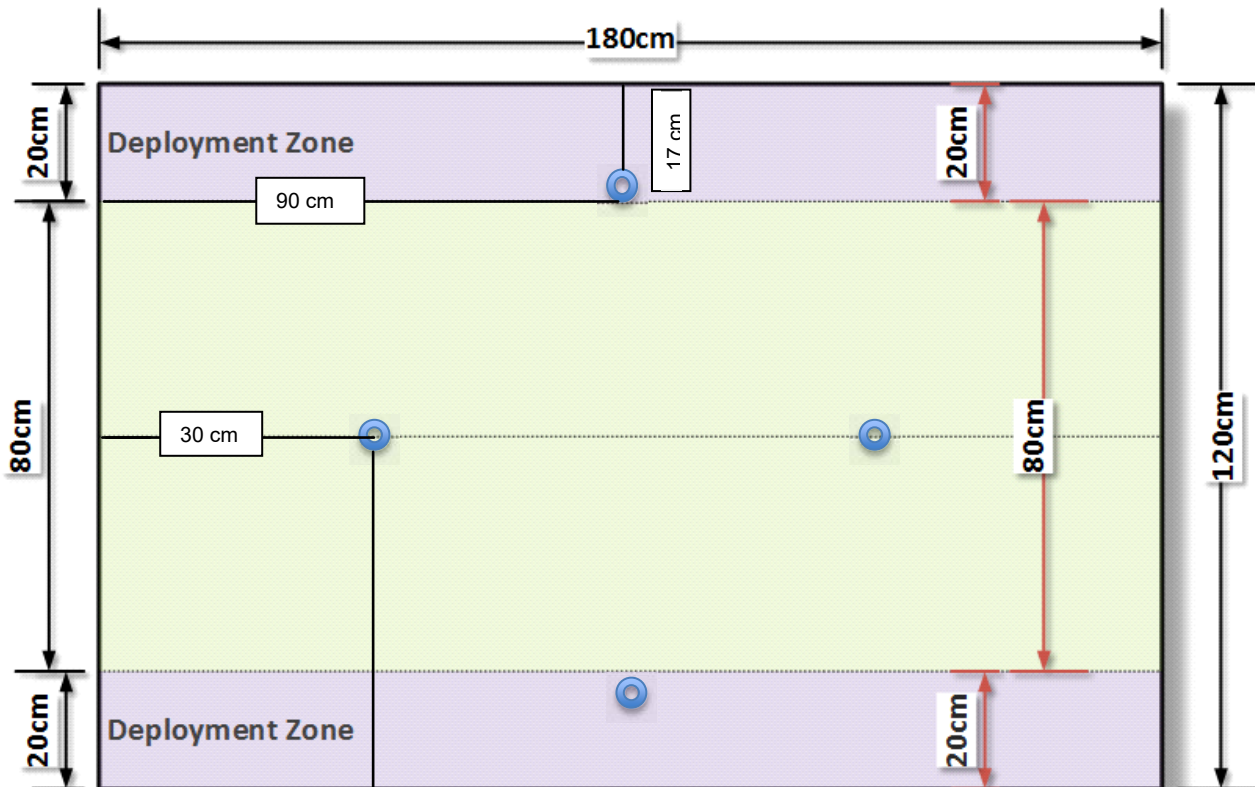 180cm
20cm
Deployment Zone
17 cm
20cm
90 cm
80cm
30 cm
80cm
120cm
20cm
Deployment Zone
20cm